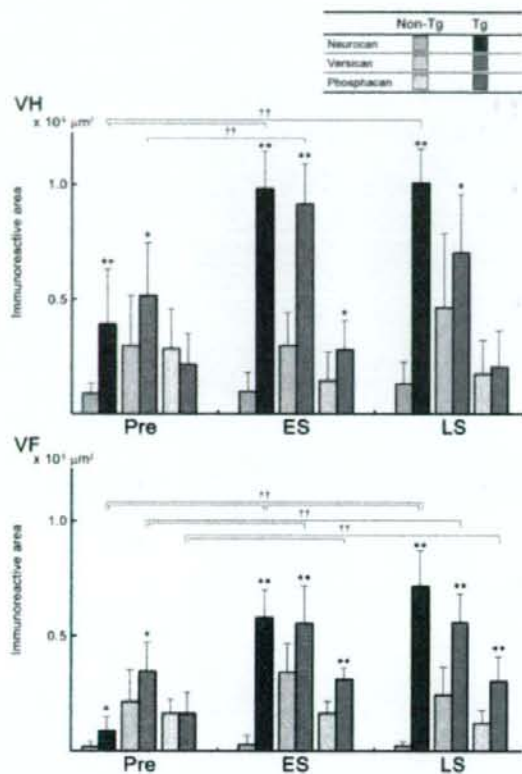 Non-Tg Tg
Neurocan
Versican
Phosphacan
VH
Immunoreactive area
1.0
0.5
†† 
††
** * ** ** * ** *
Pre ES LS
VF
Immunoreactive area
1.0
0.5
††
††
††
* * ** ** ** ** ** **
Pre ES LS